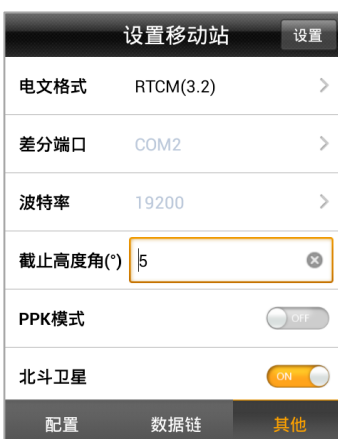 设置移动站 设置
电文格式 RTCM(3.2)
差分端口 COM2
波特率 19200
截止高度角(°) 5
PPK模式 OFF
北斗卫星 ON
配置 数据链 其他